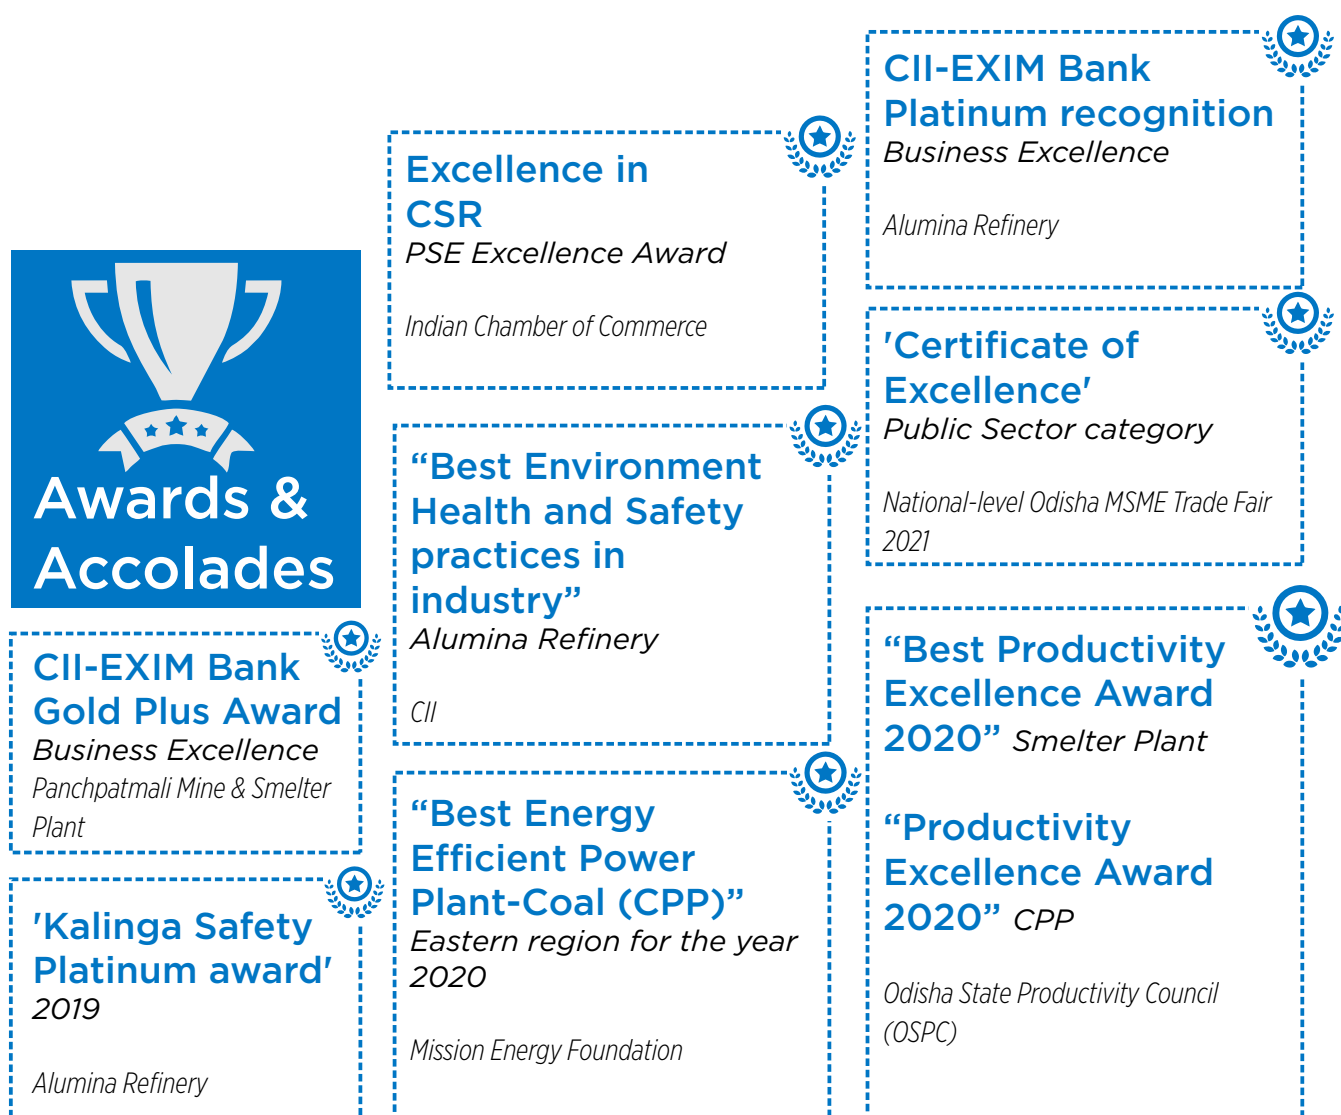 Awards &
Accolades
CII-EXIM Bank
Gold Plus Award
Business Excellence
Panchpatmali Mine & Smelter
Plant
'Kalinga Safety
Platinum award'
2019
Alumina Refinery
Excellence in
CSR
PSE Excellence Award
Indian Chamber of Commerce
“Best Environment
Health and Safety
practices in
industry”
Alumina Refinery
CII
“Best Energy
Efficient Power
Plant-Coal (CPP)”
Eastern region for the year
2020
Mission Energy Foundation
CII-EXIM Bank
Platinum recognition
Business Excellence
Alumina Refinery
'Certificate of
Excellence'
Public Sector category
National-level Odisha MSME Trade Fair
2021
“Best Productivity
Excellence Award
2020” Smelter Plant
“Productivity
Excellence Award
2020” CPP
Odisha State Productivity Council
(OSPC)